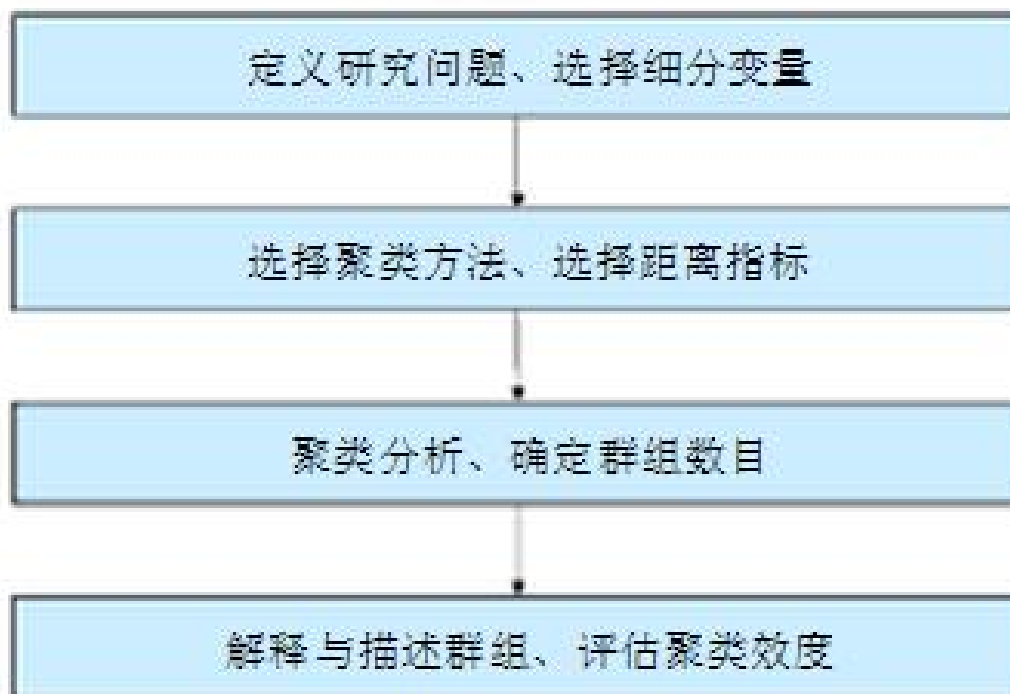 定义研究问题、选择细分变量
选择聚类方法、选择距离指标
聚类分析、确定群组数目
解释与描述群组、评估聚类效度